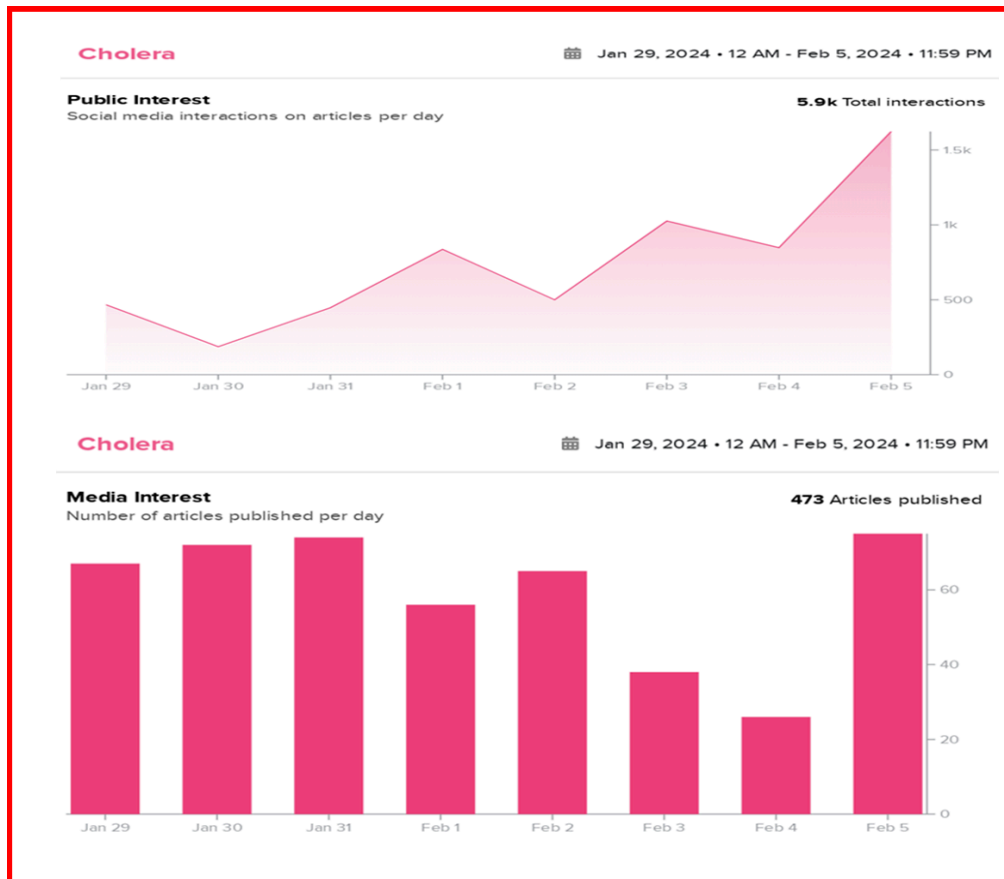 Cholera
Jan 29, 2024 • 12 AM - Feb 5, 2024 • 11:59 PM
Public Interest
5.9k Total interactions
Social media interactions on articles per day
1.5k
1k
500
0
Jan 29 Jan 30 Jan 31 Feb 1 Feb 2 Feb 3 Feb 4 Feb 5
Cholera
Jan 29, 2024 • 12 AM - Feb 5, 2024 • 11:59 PM
Media Interest
473 Articles published
Number of articles published per day
60
40
20
0
Jan 29 Jan 30 Jan 31 Feb 1 Feb 2 Feb 3 Feb 4 Feb 5